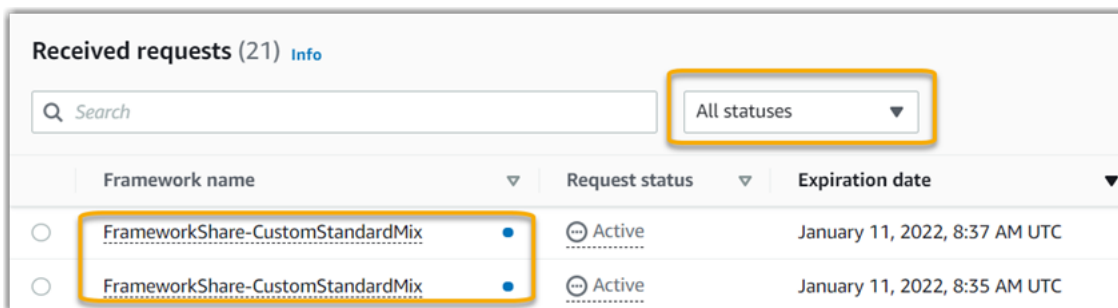 Received requests (21) Info
Search All statuses
Framework name Request status Expiration date
FrameworkShare-CustomStandardMix Active January 11, 2022, 8:37 AM UTC
FrameworkShare-CustomStandardMix Active January 11, 2022, 8:35 AM UTC